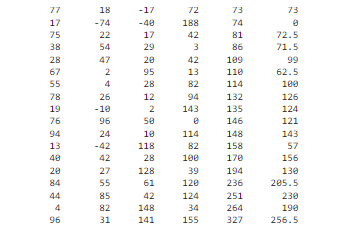 77 18 -17 72 73 73
17 -74 -40 188 74 0
75 22 17 42 81 72.5
38 54 29 3 86 71.5
28 47 20 42 109 99
67 2 95 13 110 62.5
55 4 28 82 114 100
78 26 12 94 132 126
19 -10 2 143 135 124
76 96 50 0 146 121
94 24 10 114 148 143
13 -42 118 82 158 57
40 42 28 100 170 156
20 27 128 39 194 130
84 55 61 120 236 205.5
44 85 42 124 251 230
4 82 148 34 264 190
96 31 141 155 327 256.5